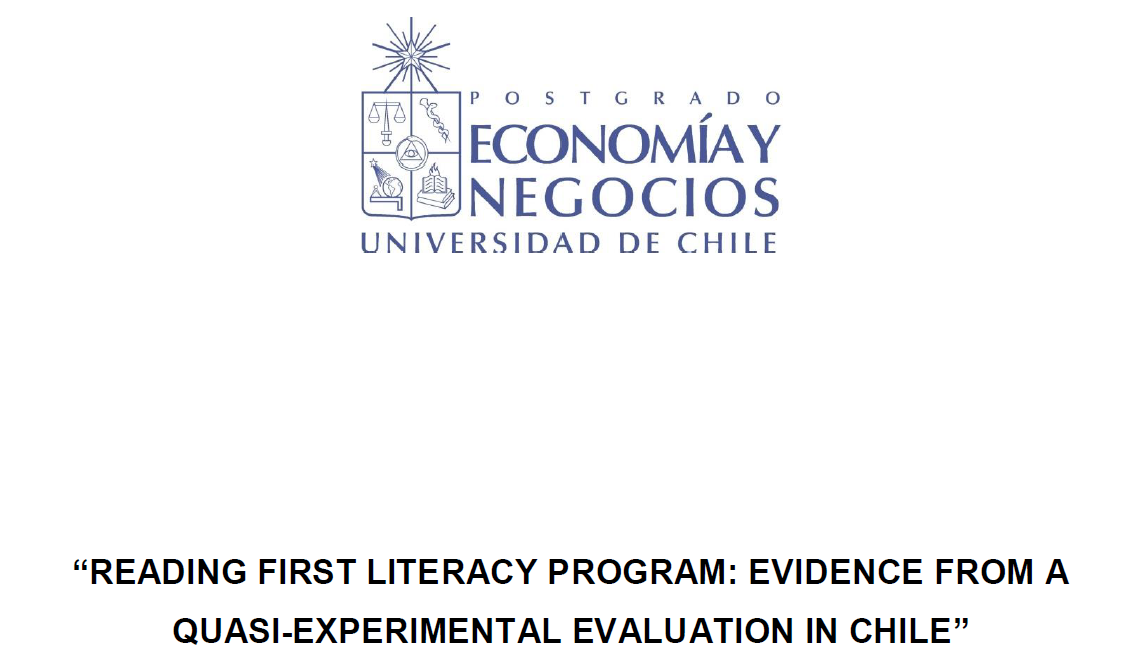 POSTGRADO
ECONOMÍA Y
NEGOCIOS
UNIVERSIDAD DE CHILE
“READING FIRST LITERACY PROGRAM: EVIDENCE FROM A
QUASI-EXPERIMENTAL EVALUATION IN CHILE”